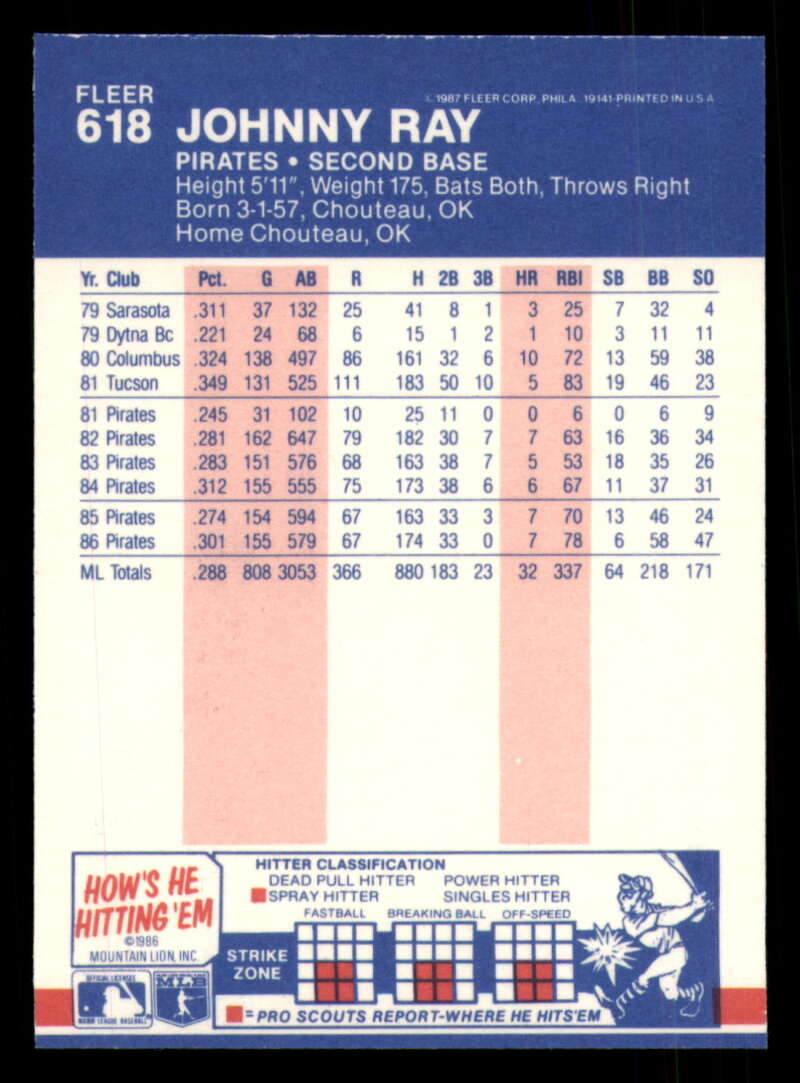 FLEER
© 1987 FLEER CORP. PHILA. 19141-PRINTED IN U S A
618 JOHNNY RAY
PIRATES • SECOND BASE
Height 5'11", Weight 175, Bats Both, Throws Right
Born 3-1-57, Chouteau, OK
Home Chouteau, OK
Yr. Club Pct. G AB R H 2B 3B HR RBI SB BB SO
79 Sarasota .311 37 132 25 41 8 1 3 25 7 32 4
79 Dytna Bc .221 24 68 6 15 1 2 1 10 3 11 11
80 Columbus .324 138 497 86 161 32 6 10 72 13 59 38
81 Tucson .349 131 525 111 183 50 10 5 83 19 46 23
81 Pirates .245 31 102 10 25 11 0 0 6 0 6 9
82 Pirates .281 162 647 79 182 30 7 7 63 16 36 34
83 Pirates .283 151 576 68 163 38 7 5 53 18 35 26
84 Pirates .312 155 555 75 173 38 6 6 67 11 37 31
85 Pirates .274 154 594 67 163 33 3 7 70 13 46 24
86 Pirates .301 155 579 67 174 33 0 7 78 6 58 47
ML Totals .288 808 3053 366 880 183 23 32 337 64 218 171
HOW'S HE
HITTING 'EM
©1986
MOUNTAIN LION, INC.
HITTER CLASSIFICATION
DEAD PULL HITTER POWER HITTER
SPRAY HITTER SINGLES HITTER
FASTBALL BREAKING BALL OFF-SPEED
STRIKE
ZONE
= PRO SCOUTS REPORT-WHERE HE HITS'EM
OFFICIAL LICENSEE
MAJOR LEAGUE BASEBALL
MLB